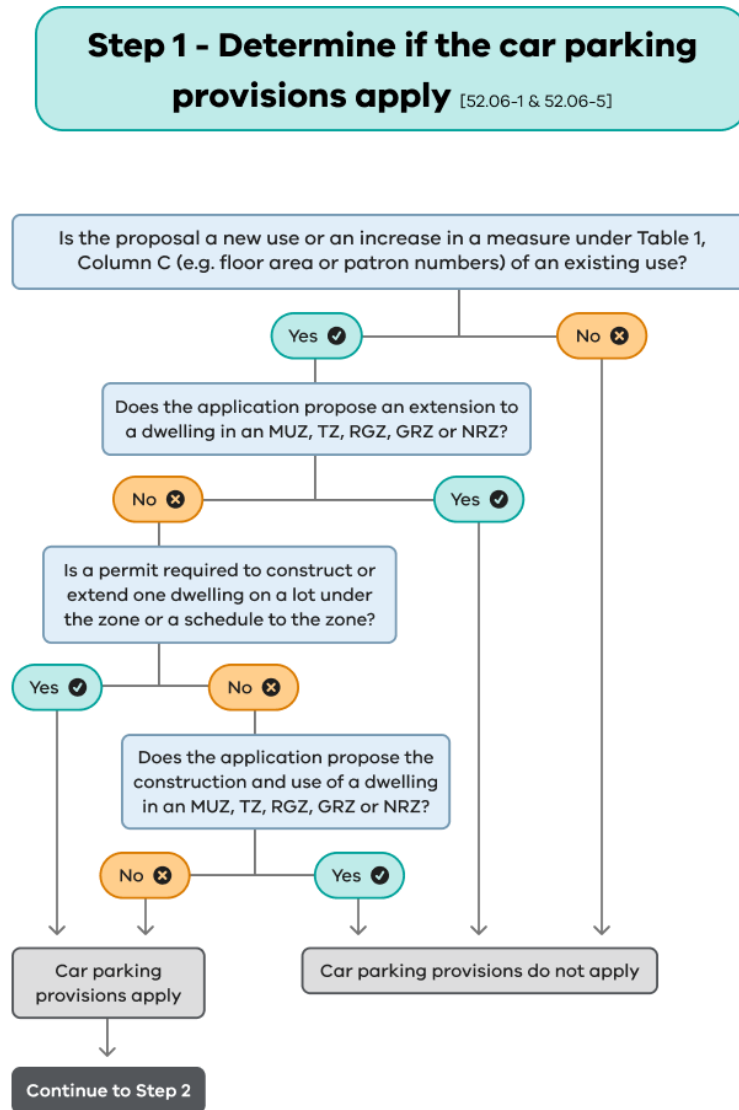 Step 1 - Determine if the car parking
provisions apply [52.06-1 & 52.06-5]
Is the proposal a new use or an increase in a measure under Table 1,
Column C (e.g. floor area or patron numbers) of an existing use?
Yes
No
Does the application propose an extension to
a dwelling in an MUZ, TZ, RGZ, GRZ or NRZ?
No
Yes
Is a permit required to construct or
extend one dwelling on a lot under
the zone or a schedule to the zone?
Yes
No
Does the application propose the
construction and use of a dwelling
in an MUZ, TZ, RGZ, GRZ or NRZ?
No
Yes
Car parking
provisions apply
Car parking provisions do not apply
Continue to Step 2